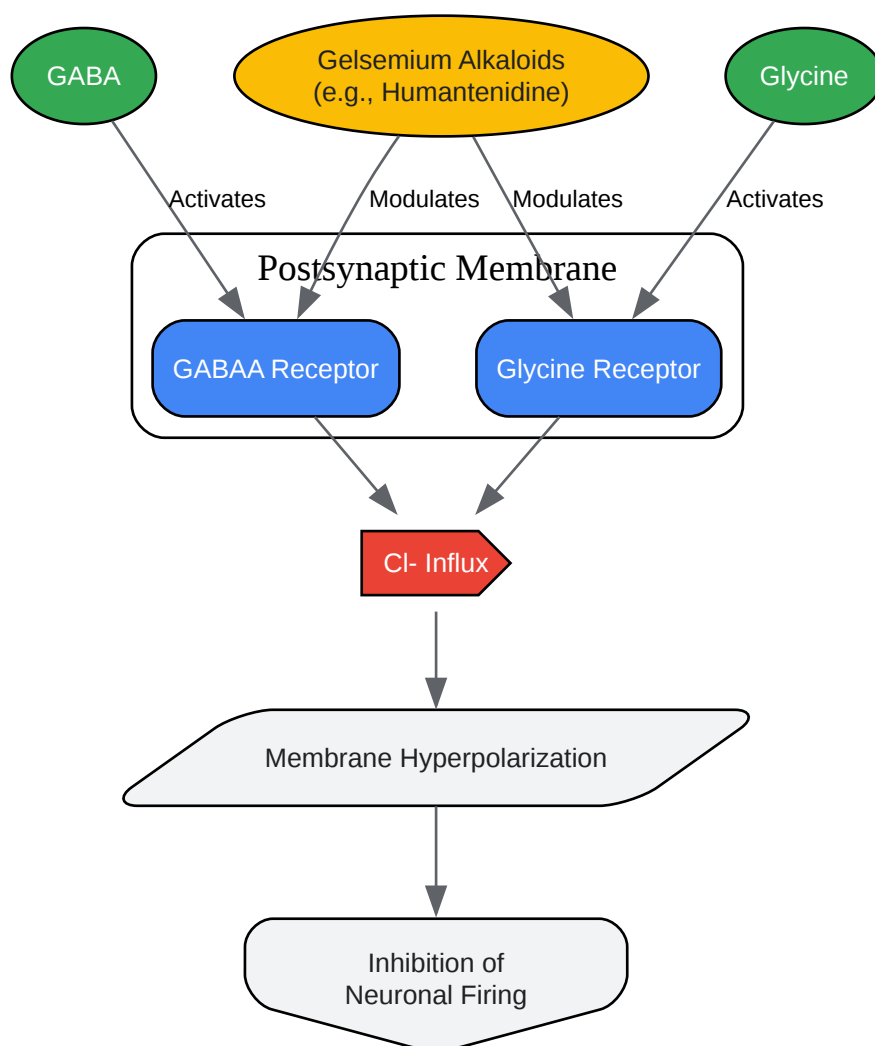 GABA
Gelsemium Alkaloids
(e.g., Humantenidine)
Glycine
Activates
Modulates
Modulates
Activates
Postsynaptic Membrane
GABAA Receptor
Glycine Receptor
Cl- Influx
Membrane Hyperpolarization
Inhibition of
Neuronal Firing